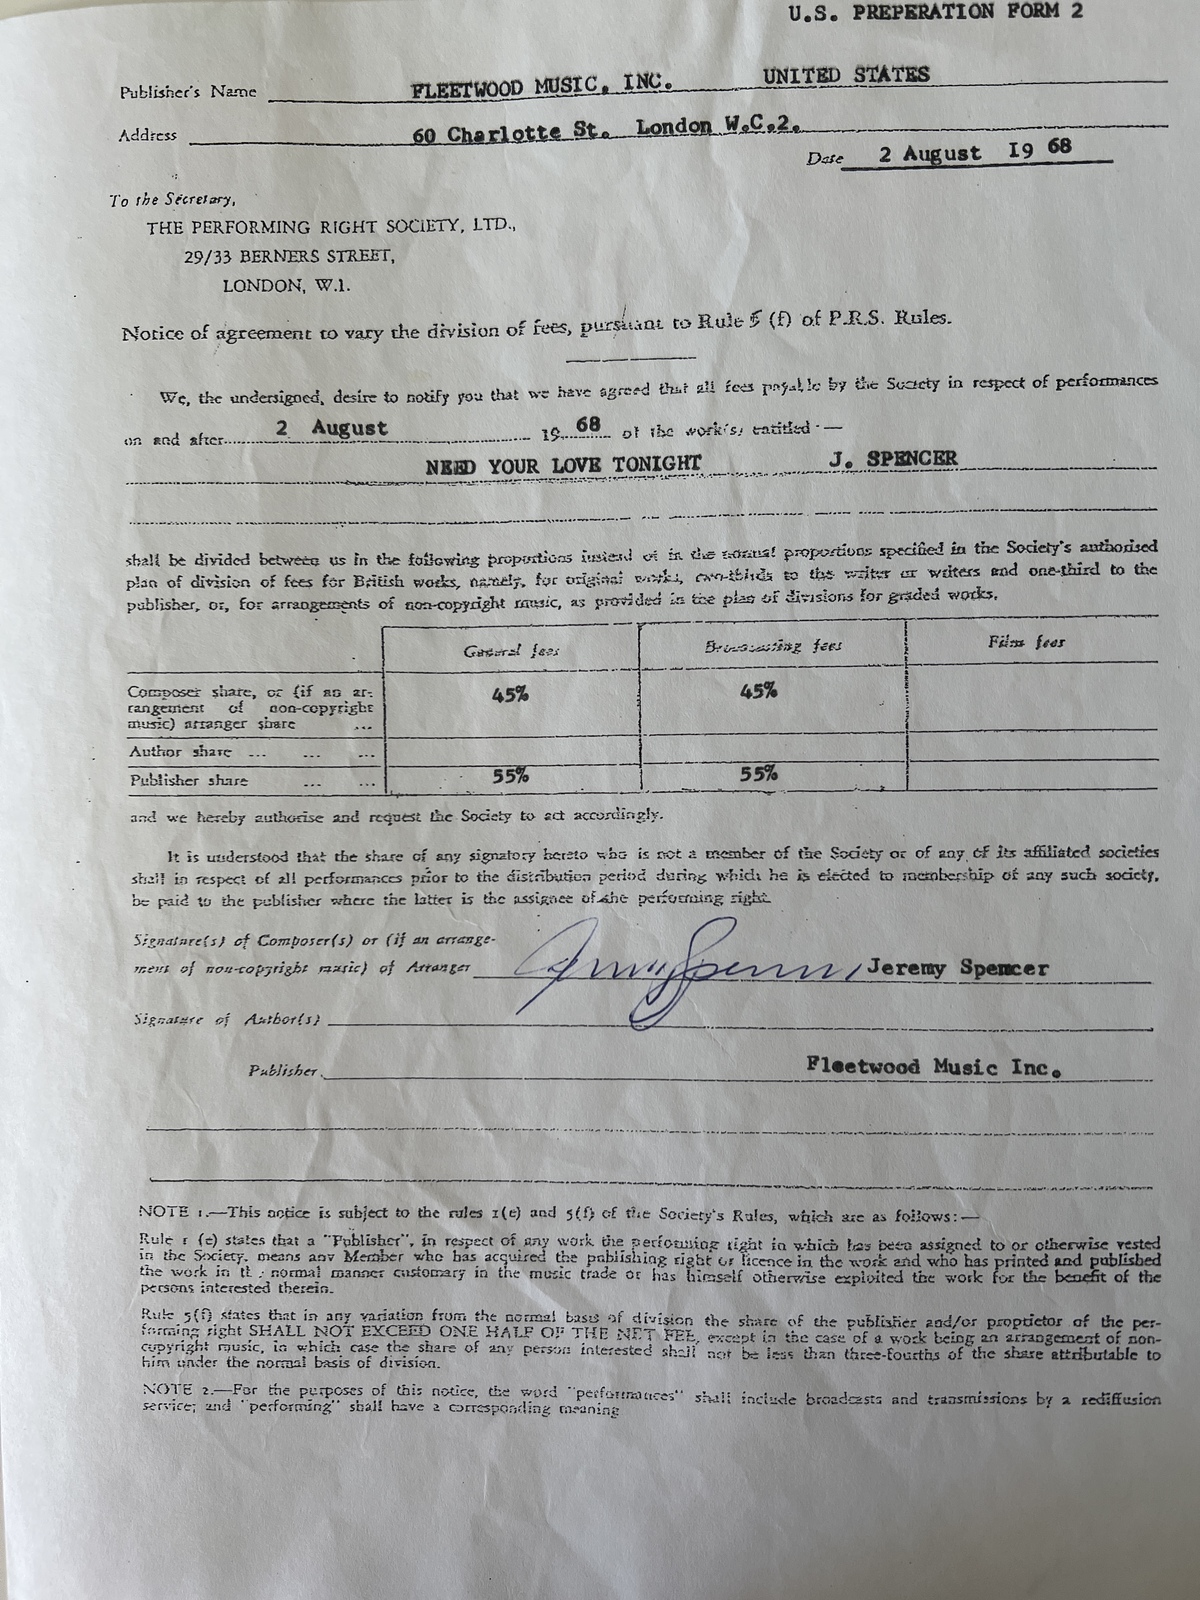 U.S. PREPERATION FORM 2
Publisher's Name FLEETWOOD MUSIC, INC. UNITED STATES
Address 60 Charlotte St. London W.C.2.
Date 2 August 19 68
To the Secretary,
THE PERFORMING RIGHT SOCIETY, LTD.,
29/33 BERNERS STREET,
LONDON, W.1.
Notice of agreement to vary the division of fees, pursuant to Rule 5 (f) of P.R.S. Rules.
We, the undersigned, desire to notify you that we have agreed that all fees payable by the Society in respect of performances
on and after 2 August 19 68 of the work(s) entitled:—
NEED YOUR LOVE TONIGHT J. SPENCER
shall be divided between us in the following proportions instead of in the normal proportions specified in the Society's authorised
plan of division of fees for British works, namely, for original works, two-thirds to the writer or writers and one-third to the
publisher, or, for arrangements of non-copyright music, as provided in the plan of divisions for graded works.
General fees Broadcasting fees Film fees
Composer share, or (if an ar-
rangement of non-copyright
music) arranger share ... 45% 45%
Author share ... ... ...
Publisher share ... ... 55% 55%
and we hereby authorise and request the Society to act accordingly.
It is understood that the share of any signatory hereto who is not a member of the Society or of any of its affiliated societies
shall in respect of all performances prior to the distribution period during which he is elected to membership of any such society,
be paid to the publisher where the latter is the assignee of the performing right.
Signature(s) of Composer(s) or (if an arrange-
ment of non-copyright music) of Arranger Jeremy Spencer Jeremy Spencer
Signature of Author(s)
Publisher Fleetwood Music Inc.
NOTE 1.—This notice is subject to the rules 1(e) and 5(f) of the Society's Rules, which are as follows:—
Rule 1 (e) states that a "Publisher", in respect of any work the performing right in which has been assigned to or otherwise vested
in the Society, means any Member who has acquired the publishing right or licence in the work and who has printed and published
the work in the normal manner customary in the music trade or has himself otherwise exploited the work for the benefit of the
persons interested therein.
Rule 5(f) states that in any variation from the normal basis of division the share of the publisher and/or proprietor of the per-
forming right SHALL NOT EXCEED ONE HALF OF THE NET FEE, except in the case of a work being an arrangement of non-
copyright music, in which case the share of any person interested shall not be less than three-fourths of the share attributable to
him under the normal basis of division.
NOTE 2.—For the purposes of this notice, the word "performances" shall include broadcasts and transmissions by a rediffusion
service; and "performing" shall have a corresponding meaning